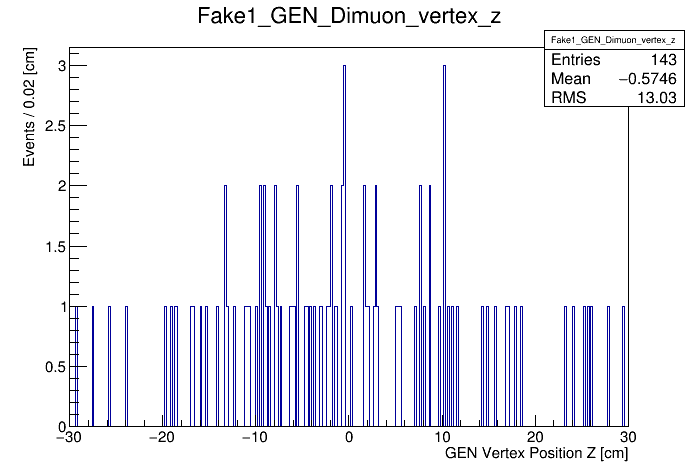 Fake1_GEN_Dimuon_vertex_z
Fake1_GEN_Dimuon_vertex_z
Entries 143
Mean −0.5746
RMS 13.03
Events / 0.02 [cm]
3
2.5
2
1.5
1
0.5
0
−30 −20 −10 0 10 20 30
GEN Vertex Position Z [cm]